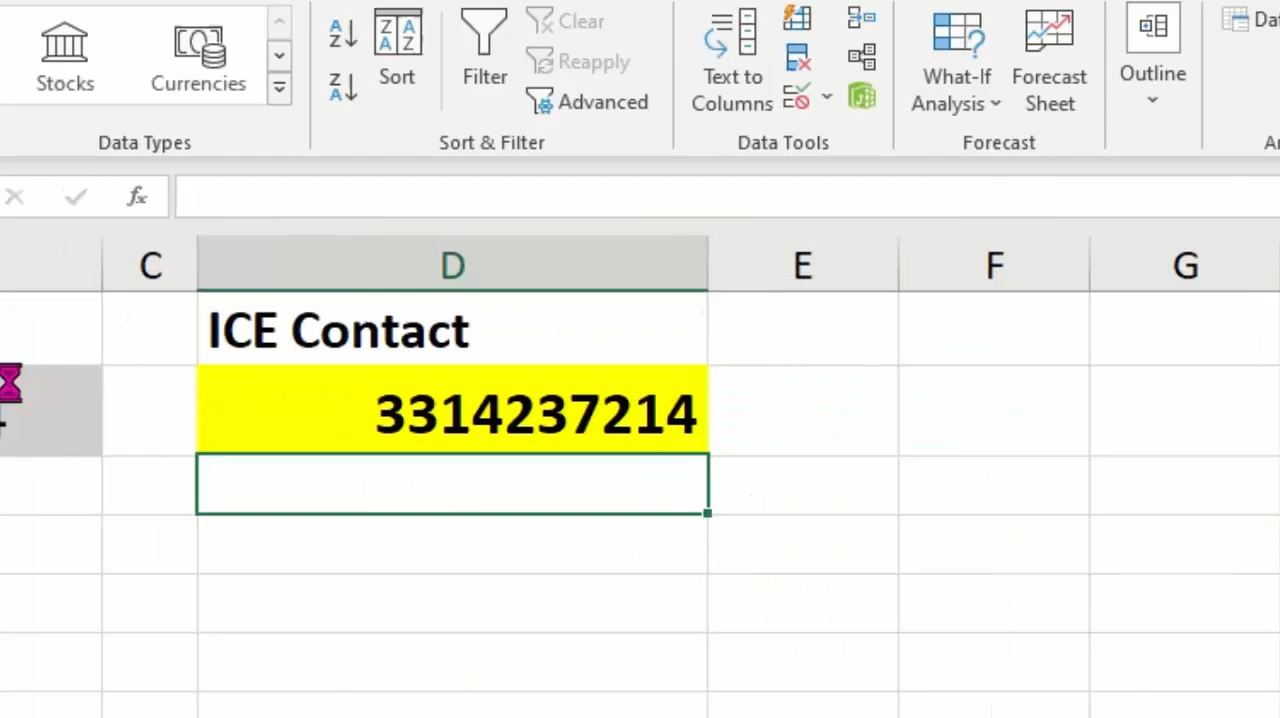 Stocks
Currencies
Data Types
Sort
Filter
Clear
Reapply
Advanced
Sort & Filter
Text to
Columns
Data Tools
What-If
Analysis
Forecast
Sheet
Forecast
Outline
fx
C D E F G
ICE Contact
3314237214